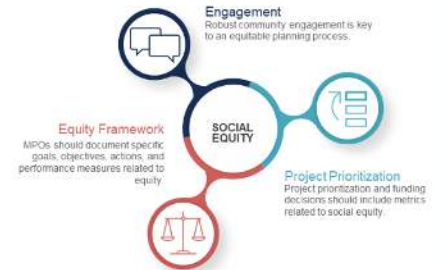 Engagement
Robust community engagement is key
to an equitable planning process.
SOCIAL
EQUITY
Equity Framework
MPOs should document specific
goals, objectives, actions, and
performance measures related to
equity.
Project Prioritization
Project prioritization and funding
decisions should include metrics
related to social equity.